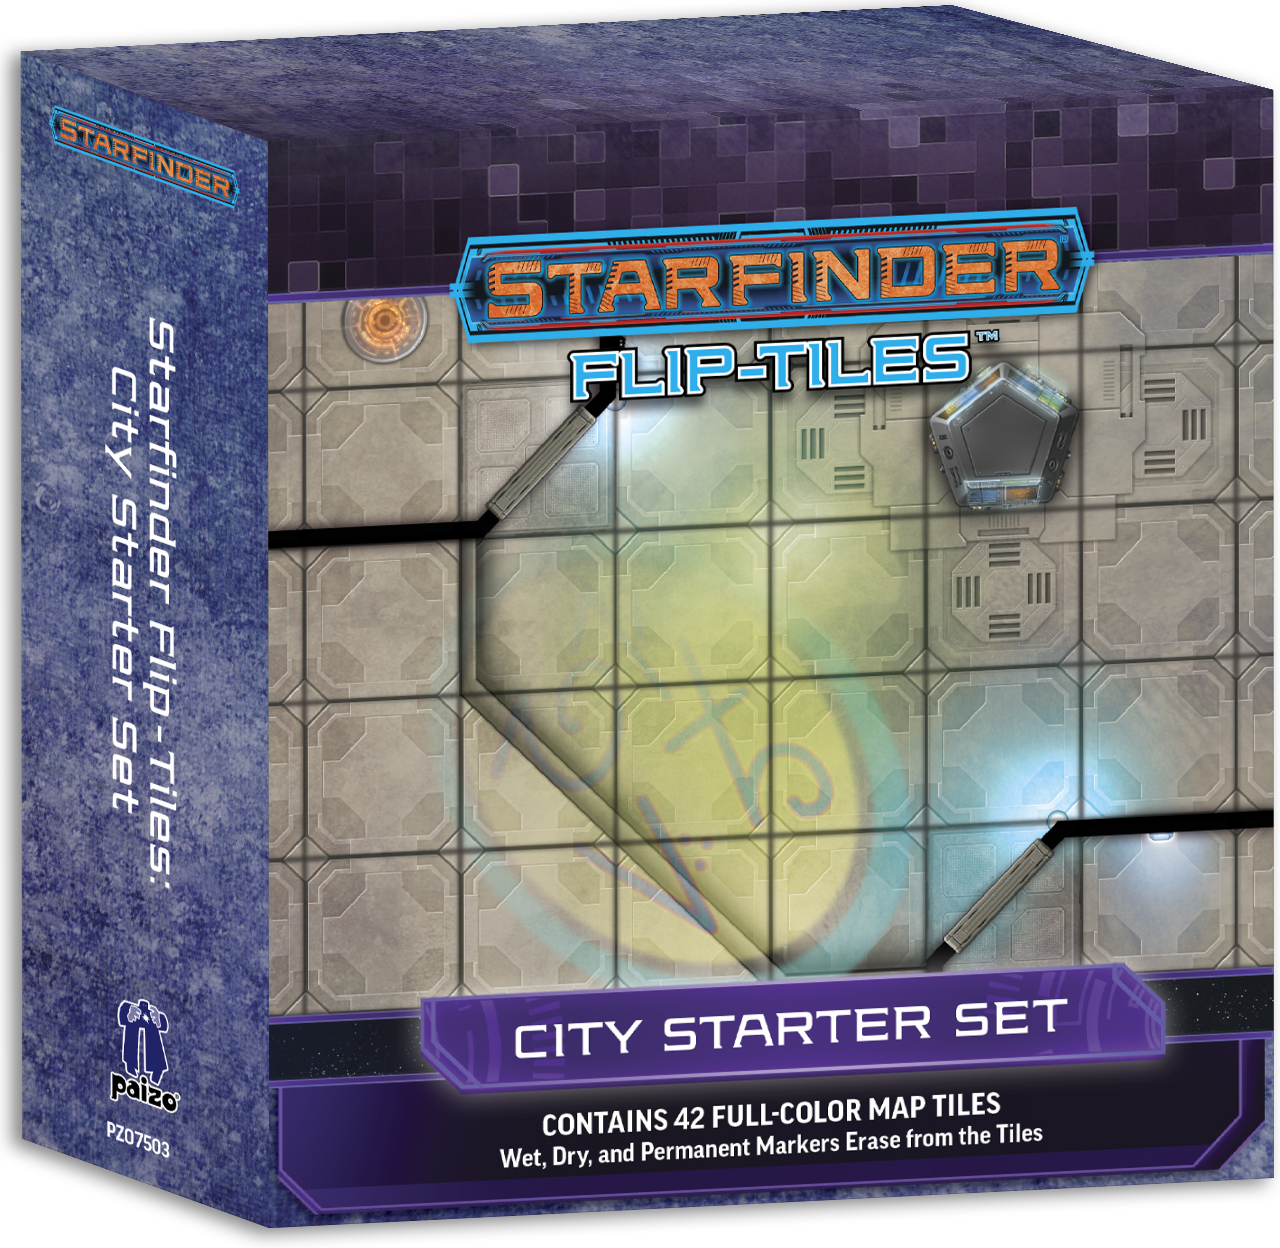 STARFINDER
Starfinder Flip-Tiles:
City Starter Set
paizo
PZO7503
STARFINDER
FLIP-TILES™
CITY STARTER SET
CONTAINS 42 FULL-COLOR MAP TILES
Wet, Dry, and Permanent Markers Erase from the Tiles